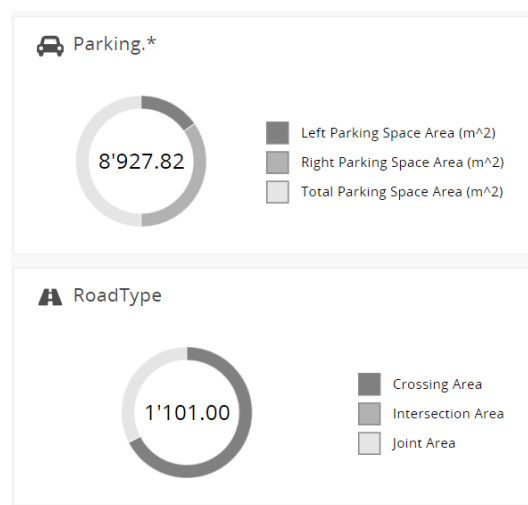 Parking.*
8'927.82
Left Parking Space Area (m^2)
Right Parking Space Area (m^2)
Total Parking Space Area (m^2)
RoadType
1'101.00
Crossing Area
Intersection Area
Joint Area